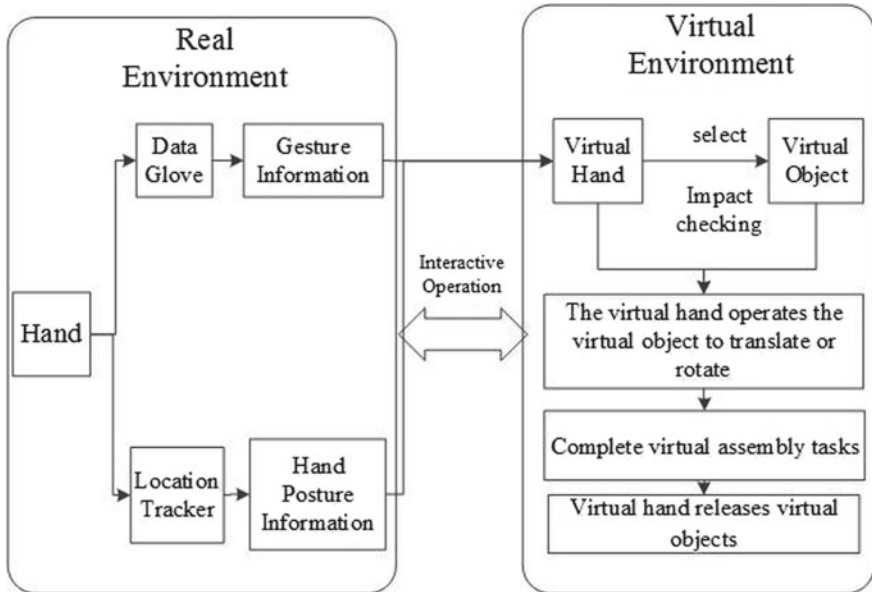 Real
Environment
Data
Glove
Gesture
Information
Hand
Location
Tracker
Hand
Posture
Information
Interactive
Operation
Virtual
Environment
Virtual
Hand
select
Impact
checking
Virtual
Object
The virtual hand operates the
virtual object to translate or
rotate
Complete virtual assembly tasks
Virtual hand releases virtual
objects